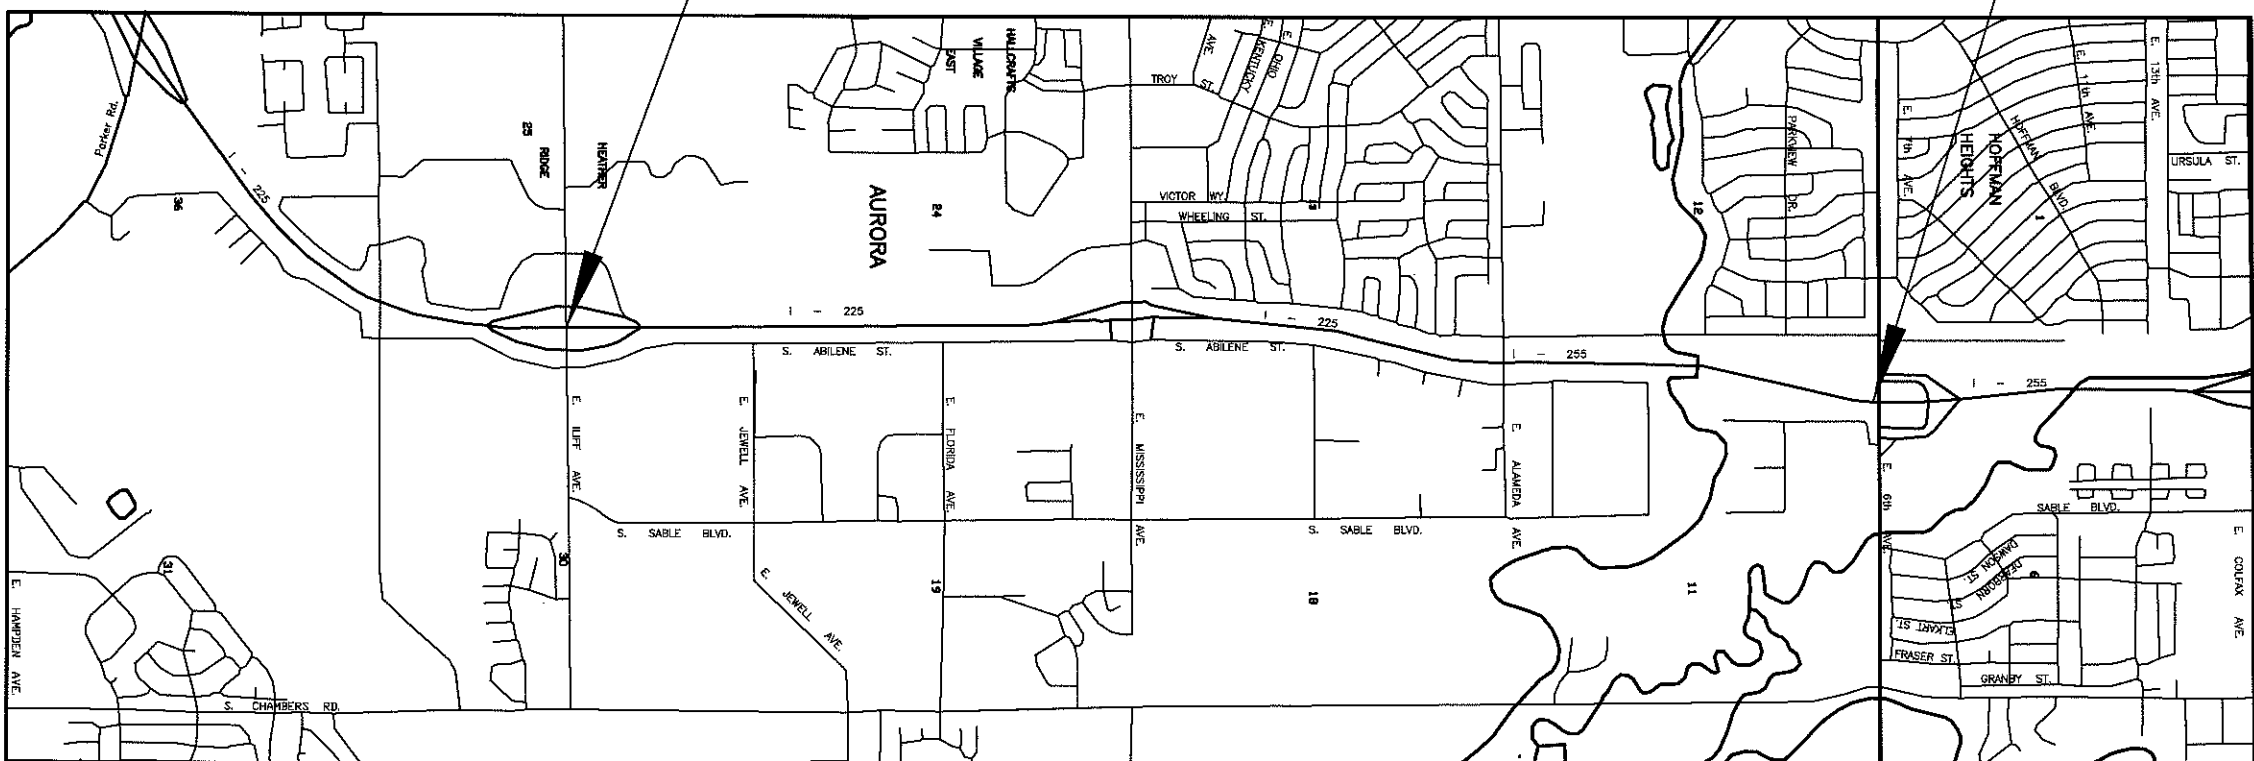 Parker Rd.
I - 225
36
25
RIDGE
HEATHER
HALLCRAFTS
VILLAGE
EAST
AURORA
24
TROY ST.
AVE.
E. KENTUCKY
E. OHIO
VICTOR WY.
WHEELING ST.
13
12
PARKVIEW DR.
E. 7th AVE.
HOFFMAN HEIGHTS
HOFFMAN BLVD.
1
E. 11th AVE.
E. 13th AVE.
URSULA ST.
I - 225
I - 225
I - 255
I - 255
S. ABILENE ST.
S. ABILENE ST.
E. ILIFF AVE.
E. JEWELL AVE.
E. FLORIDA AVE.
E. MISSISSIPPI AVE.
E. ALAMEDA AVE.
E. 6th AVE.
S. SABLE BLVD.
S. SABLE BLVD.
SABLE BLVD.
E. COLFAX AVE.
DAWSON ST.
DEARBORN ST.
6
ELKART ST.
FRASER ST.
GRANBY ST.
E. JEWELL AVE.
30
31
19
18
11
E. HAMPDEN AVE.
S. CHAMBERS RD.